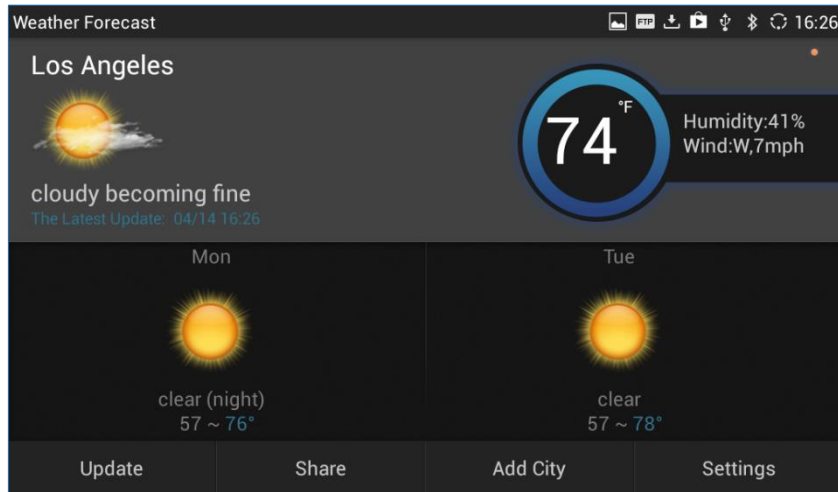 Weather Forecast
FTP
16:26
Los Angeles
74 °F
Humidity:41%
Wind:W,7mph
cloudy becoming fine
The Latest Update: 04/14 16:26
Mon
Tue
clear (night)
57 ~ 76°
clear
57 ~ 78°
Update
Share
Add City
Settings